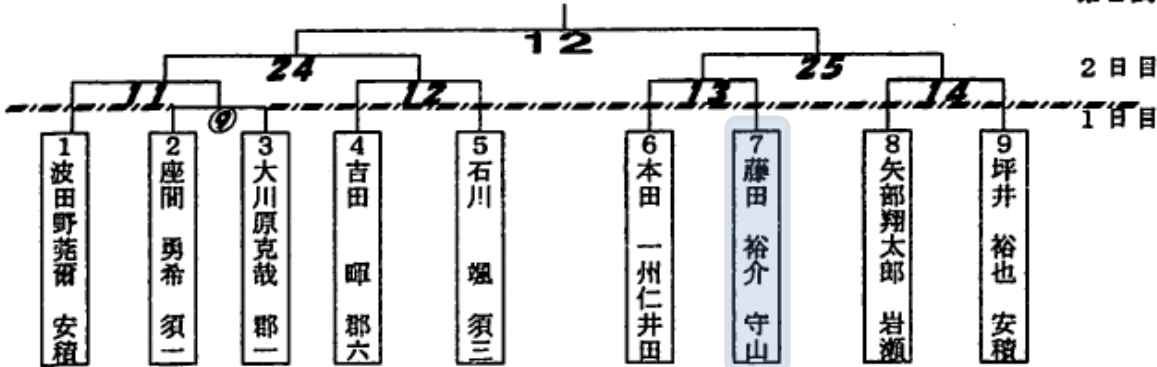 12
24
25
2日目
11
12
13
14
⑨
1日目
1 波田野莞爾 安積
2 座間 勇希 須一
3 大川原克哉 郡一
4 吉田 暉 郡六
5 石川 颯 須三
6 本田 一州仁井田
7 藤田 裕介 守山
8 矢部翔太郎 岩瀬
9 坪井 裕也 安積